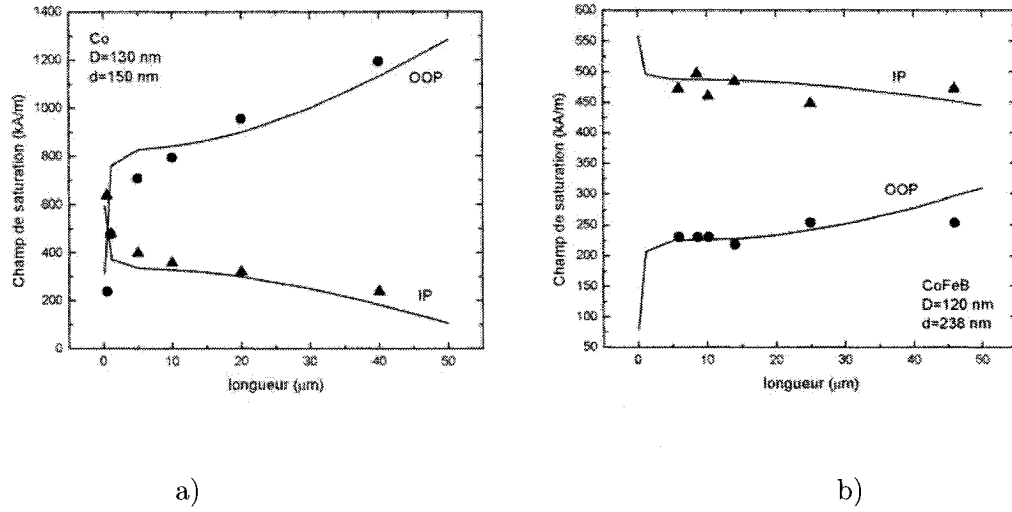 1400
1200
1000
800
600
400
200
0
Champ de saturation (kA/m)
Co
D=130 nm
d=150 nm
OOP
IP
0 10 20 30 40 50
longueur (μm)
a)
600
550
500
450
400
350
300
250
200
150
100
50
Champ de saturation (kA/m)
IP
OOP
CoFeB
D=120 nm
d=238 nm
0 10 20 30 40 50
longueur (μm)
b)